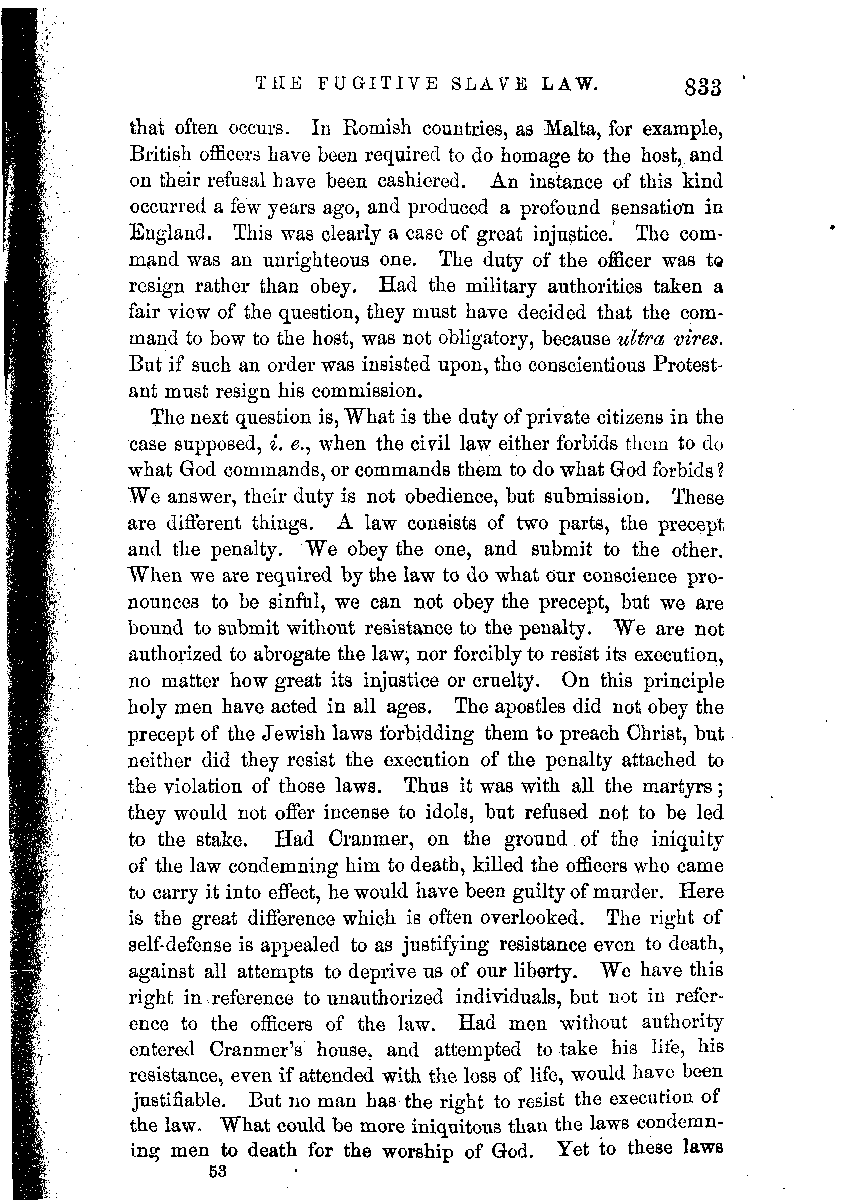 THE FUGITIVE SLAVE LAW. 833
that often occurs. In Romish countries, as Malta, for example,
British officers have been required to do homage to the host, and
on their refusal have been cashiered. An instance of this kind
occurred a few years ago, and produced a profound sensation in
England. This was clearly a case of great injustice. The com-
mand was an unrighteous one. The duty of the officer was to
resign rather than obey. Had the military authorities taken a
fair view of the question, they must have decided that the com-
mand to bow to the host, was not obligatory, because ultra vires.
But if such an order was insisted upon, the conscientious Protest-
ant must resign his commission.
The next question is, What is the duty of private citizens in the
case supposed, i. e., when the civil law either forbids them to do
what God commands, or commands them to do what God forbids?
We answer, their duty is not obedience, but submission. These
are different things. A law consists of two parts, the precept
and the penalty. We obey the one, and submit to the other.
When we are required by the law to do what our conscience pro-
nounces to be sinful, we can not obey the precept, but we are
bound to submit without resistance to the penalty. We are not
authorized to abrogate the law, nor forcibly to resist its execution,
no matter how great its injustice or cruelty. On this principle
holy men have acted in all ages. The apostles did not obey the
precept of the Jewish laws forbidding them to preach Christ, but
neither did they resist the execution of the penalty attached to
the violation of those laws. Thus it was with all the martyrs;
they would not offer incense to idols, but refused not to be led
to the stake. Had Cranmer, on the ground of the iniquity
of the law condemning him to death, killed the officers who came
to carry it into effect, he would have been guilty of murder. Here
is the great difference which is often overlooked. The right of
self-defense is appealed to as justifying resistance even to death,
against all attempts to deprive us of our liberty. We have this
right in reference to unauthorized individuals, but not in refer-
ence to the officers of the law. Had men without authority
entered Cranmer's house, and attempted to take his life, his
resistance, even if attended with the loss of life, would have been
justifiable. But no man has the right to resist the execution of
the law. What could be more iniquitous than the laws condemn-
ing men to death for the worship of God. Yet to these laws
53